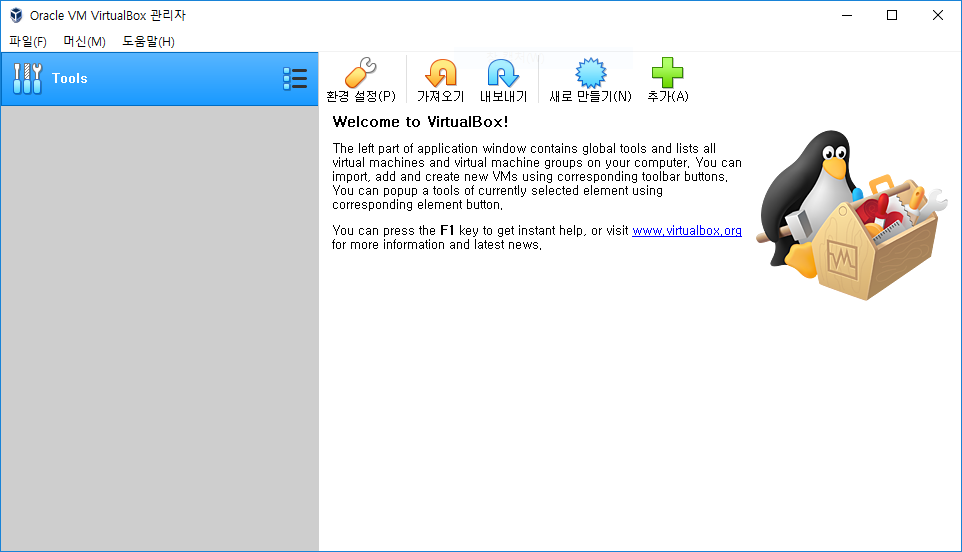 Oracle VM VirtualBox 관리자
파일(F) 머신(M) 도움말(H)
Tools
환경 설정(P) 가져오기 내보내기 새로 만들기(N) 추가(A)
Welcome to VirtualBox!
The left part of application window contains global tools and lists all
virtual machines and virtual machine groups on your computer. You can
import, add and create new VMs using corresponding toolbar buttons.
You can popup a tools of currently selected element using
corresponding element button.
You can press the F1 key to get instant help, or visit www.virtualbox.org
for more information and latest news.